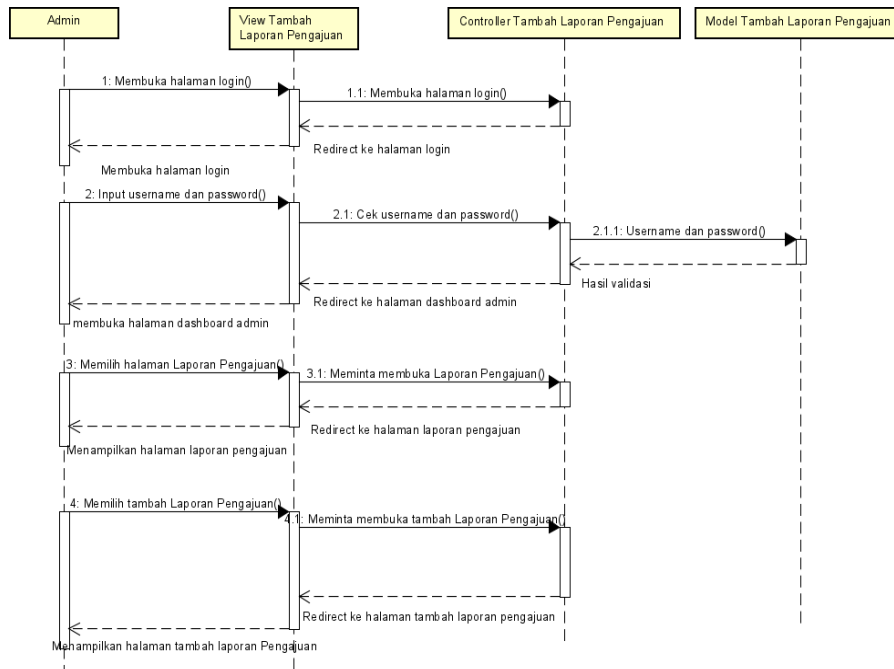 Admin
View Tambah
Laporan Pengajuan
Controller Tambah Laporan Pengajuan
Model Tambah Laporan Pengajuan
1: Membuka halaman login()
1.1: Membuka halaman login()
Redirect ke halaman login
Membuka halaman login
2: Input username dan password()
2.1: Cek username dan password()
2.1.1: Username dan password()
Hasil validasi
Redirect ke halaman dashboard admin
membuka halaman dashboard admin
3: Memilih halaman Laporan Pengajuan()
3.1: Meminta membuka Laporan Pengajuan()
Redirect ke halaman laporan pengajuan
Menampilkan halaman laporan pengajuan
4: Memilih tambah Laporan Pengajuan()
4.1: Meminta membuka tambah Laporan Pengajuan()
Redirect ke halaman tambah laporan pengajuan
Menampilkan halaman tambah laporan Pengajuan